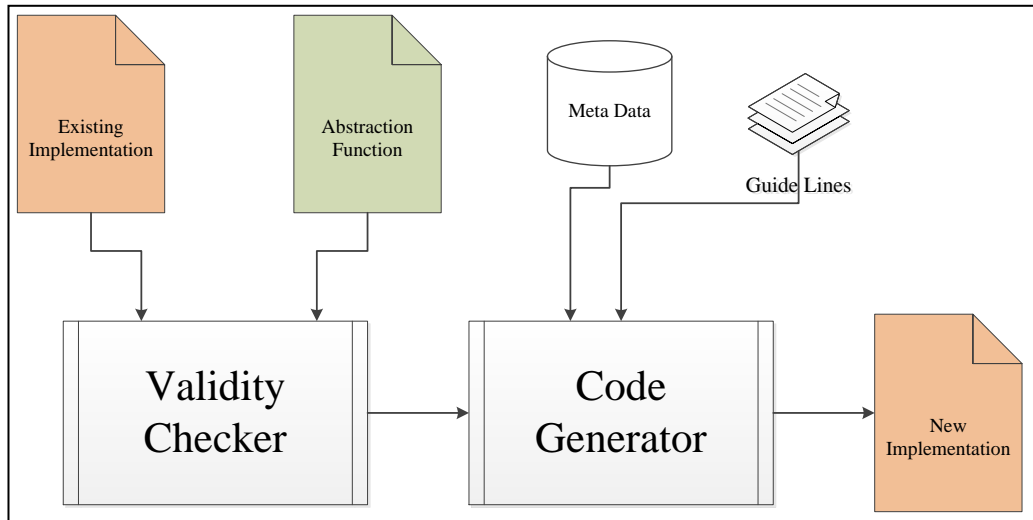 Existing
Implementation
Abstraction
Function
Meta Data
Guide Lines
Validity
Checker
Code
Generator
New
Implementation